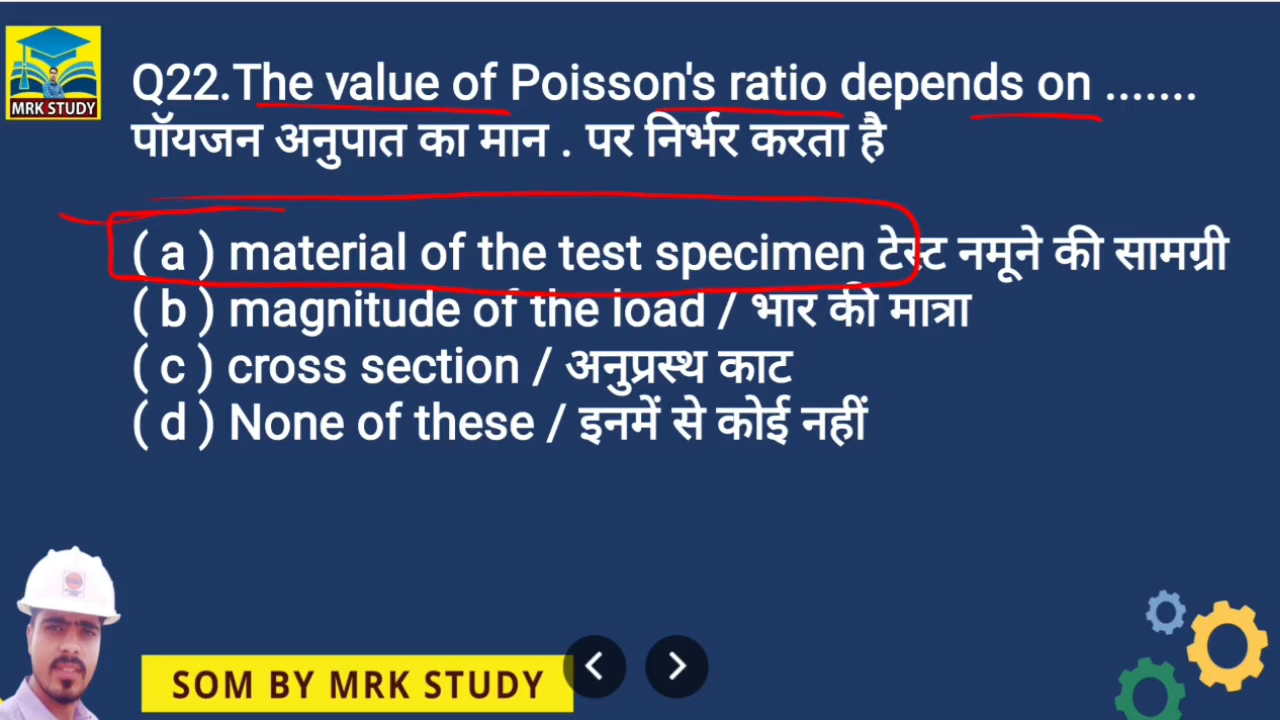 MRK STUDY
Q22.The value of Poisson's ratio depends on .......
पॉयजन अनुपात का मान . पर निर्भर करता है
( a ) material of the test specimen टेस्ट नमूने की सामग्री
( b ) magnitude of the load / भार की मात्रा
( c ) cross section / अनुप्रस्थ काट
( d ) None of these / इनमें से कोई नहीं
SOM BY MRK STUDY